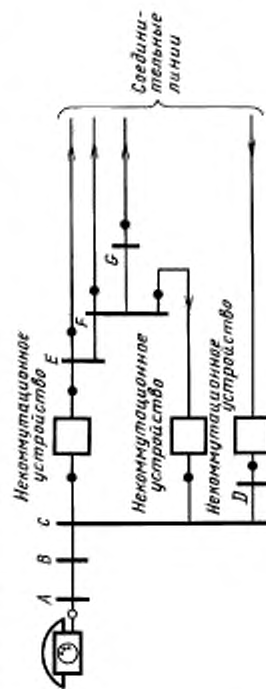 Соедини-
тельные
линии
Некоммутационное
устройство
A
B
C
E
F
G
Некоммутационное
устройство
Некоммутационное
устройство
D